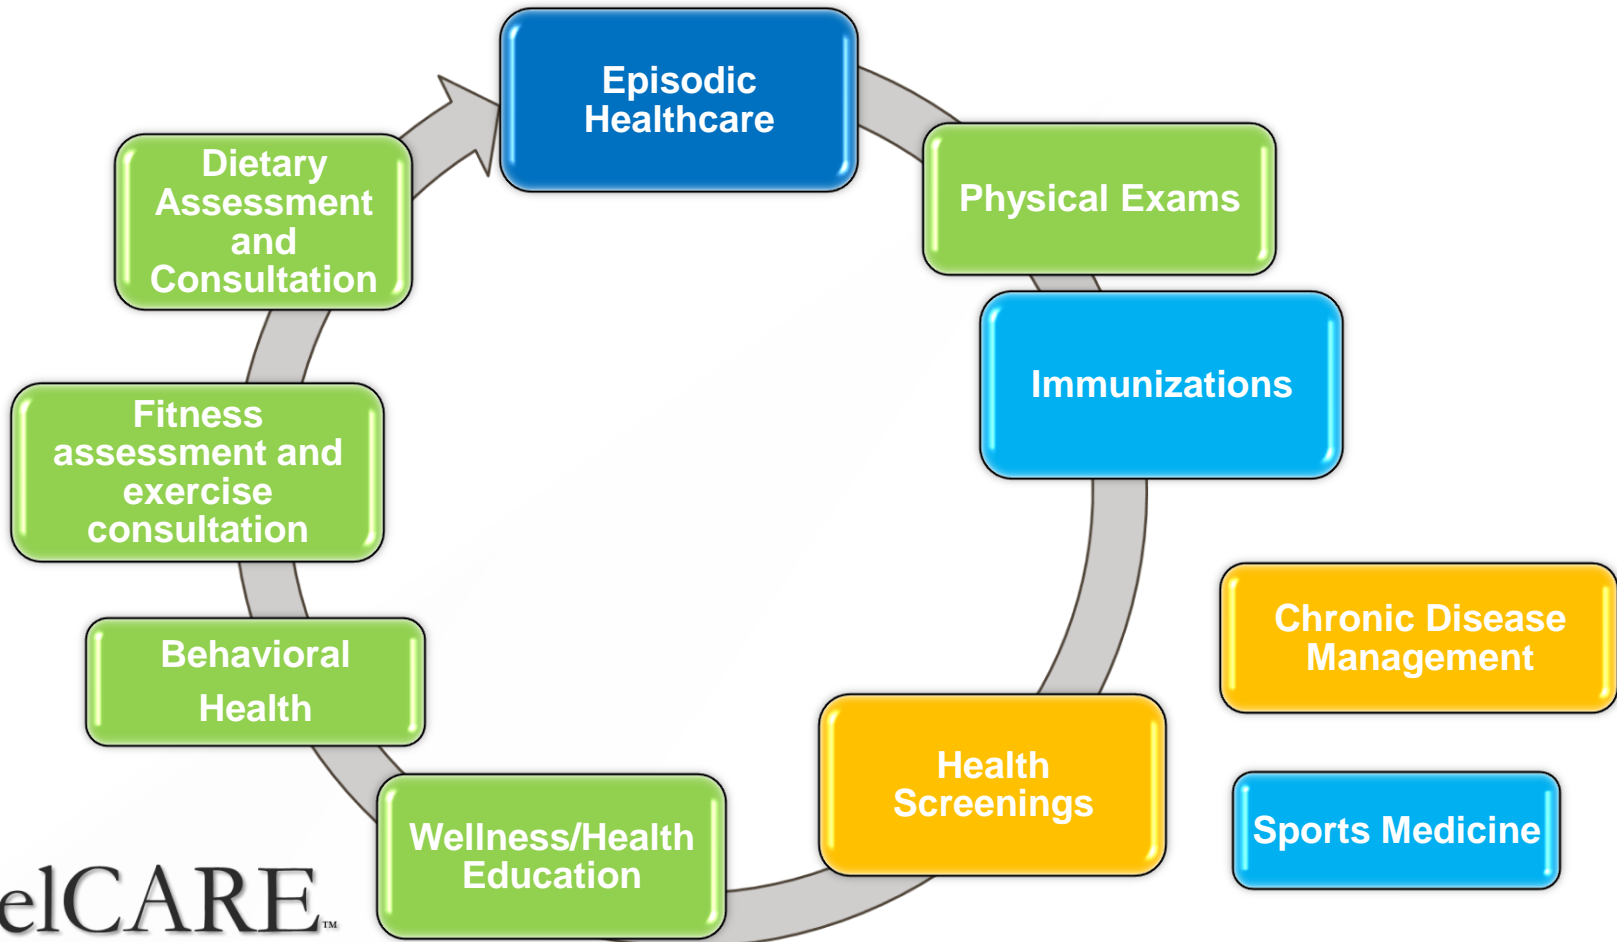 Episodic
Healthcare
Physical Exams
Immunizations
Chronic Disease
Management
Health
Screenings
Sports Medicine
Wellness/Health
Education
Behavioral
Health
Fitness
assessment and
exercise
consultation
Dietary
Assessment
and
Consultation
elCARE™